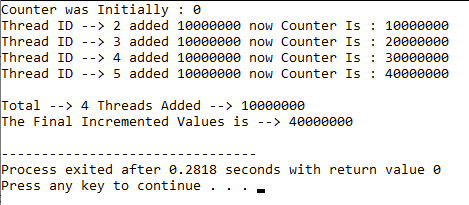 Counter was Initially : 0
Thread ID --> 2 added 10000000 now Counter Is : 10000000
Thread ID --> 3 added 10000000 now Counter Is : 20000000
Thread ID --> 4 added 10000000 now Counter Is : 30000000
Thread ID --> 5 added 10000000 now Counter Is : 40000000
Total --> 4 Threads Added --> 10000000
The Final Incremented Values is --> 40000000
--------------------------------
Process exited after 0.2818 seconds with return value 0
Press any key to continue . . .